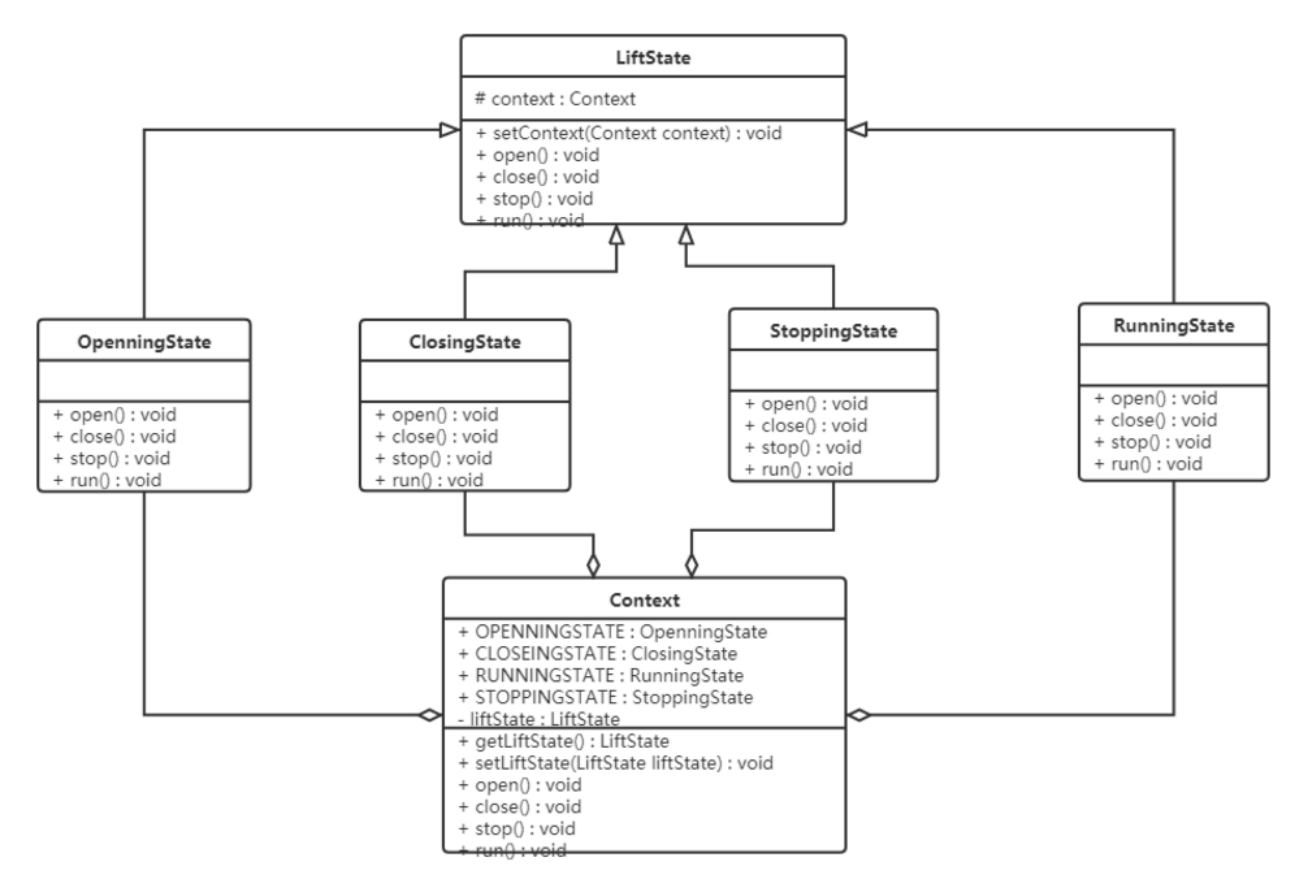 LiftState
# context : Context
+ setContext(Context context) : void
+ open() : void
+ close() : void
+ stop() : void
+ run() : void
OpenningState
+ open() : void
+ close() : void
+ stop() : void
+ run() : void
ClosingState
+ open() : void
+ close() : void
+ stop() : void
+ run() : void
StoppingState
+ open() : void
+ close() : void
+ stop() : void
+ run() : void
RunningState
+ open() : void
+ close() : void
+ stop() : void
+ run() : void
Context
+ OPENNINGSTATE : OpenningState
+ CLOSEINGSTATE : ClosingState
+ RUNNINGSTATE : RunningState
+ STOPPINGSTATE : StoppingState
- liftState : LiftState
+ getLiftState() : LiftState
+ setLiftState(LiftState liftState) : void
+ open() : void
+ close() : void
+ stop() : void
+ run() : void